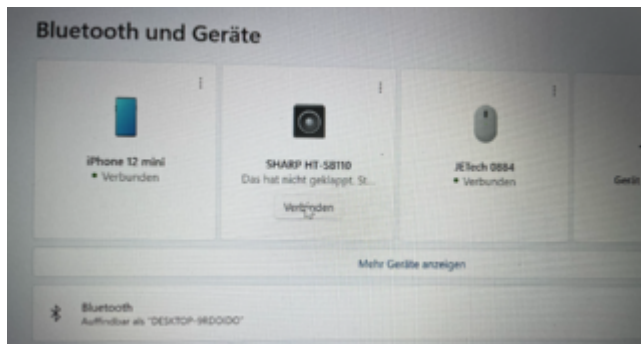 Bluetooth und Geräte
iPhone 12 mini
Verbunden
SHARP HT-SB110
Das hat nicht geklappt. St...
Verbinden
JETech 0884
Verbunden
Gerät
Mehr Geräte anzeigen
Bluetooth
Auffindbar als "DESKTOP-9RDOIDO"